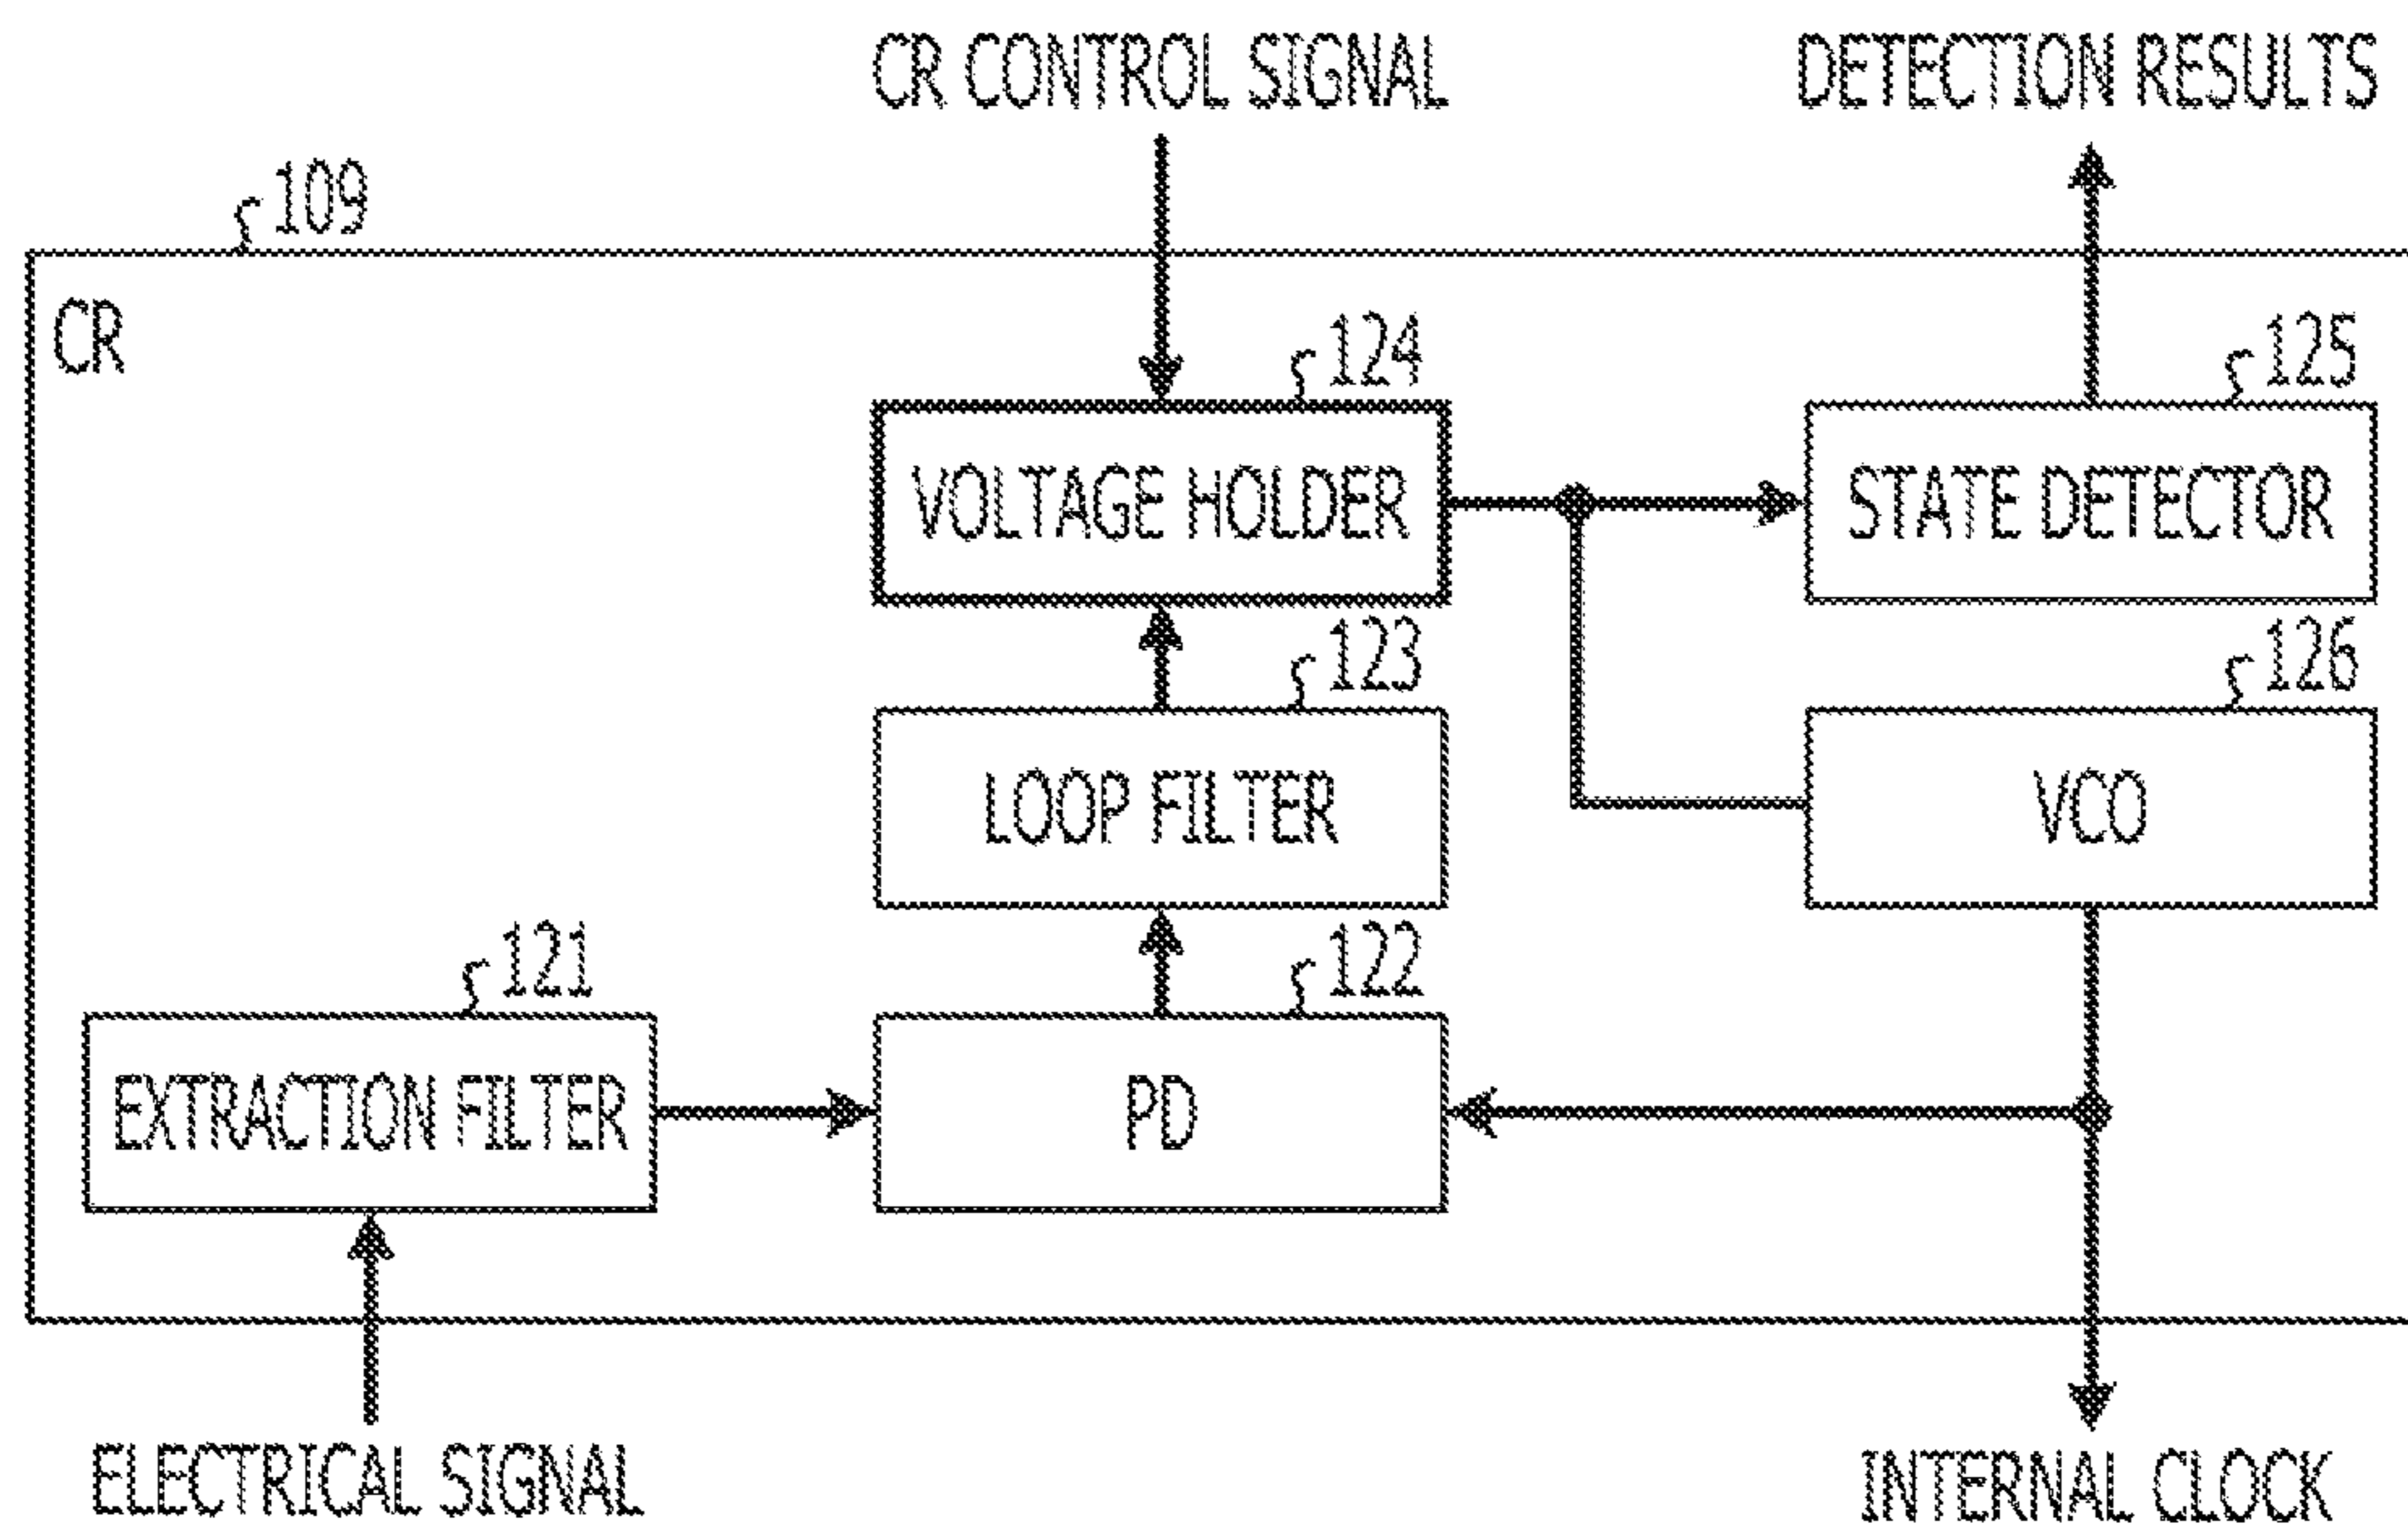 CR CONTROL SIGNAL
DETECTION RESULTS
109
CR
124
125
VOLTAGE HOLDER
STATE DETECTOR
123
126
LOOP FILTER
VCO
121
122
EXTRACTION FILTER
PD
ELECTRICAL SIGNAL
INTERNAL CLOCK